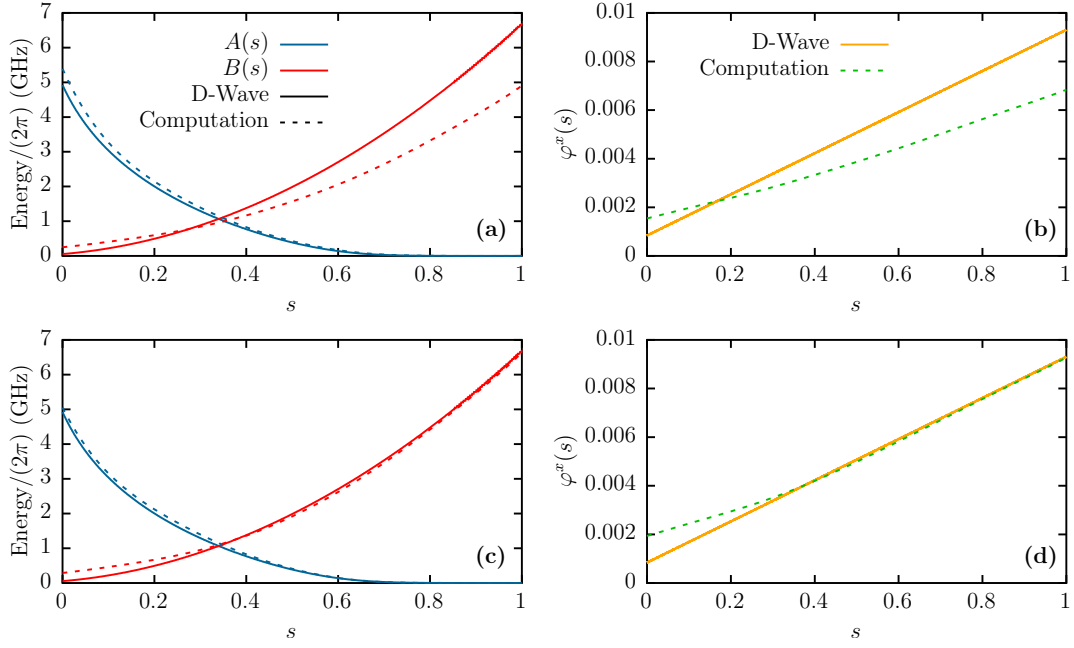 7
6
5
4
3
2
1
0
Energy/(2π) (GHz)
A(s)
B(s)
D-Wave
Computation
(a)
0 0.2 0.4 0.6 0.8 1
s
0.01
0.008
0.006
0.004
0.002
0
φˣ(s)
D-Wave
Computation
(b)
0 0.2 0.4 0.6 0.8 1
s
7
6
5
4
3
2
1
0
Energy/(2π) (GHz)
(c)
0 0.2 0.4 0.6 0.8 1
s
0.01
0.008
0.006
0.004
0.002
0
φˣ(s)
(d)
0 0.2 0.4 0.6 0.8 1
s